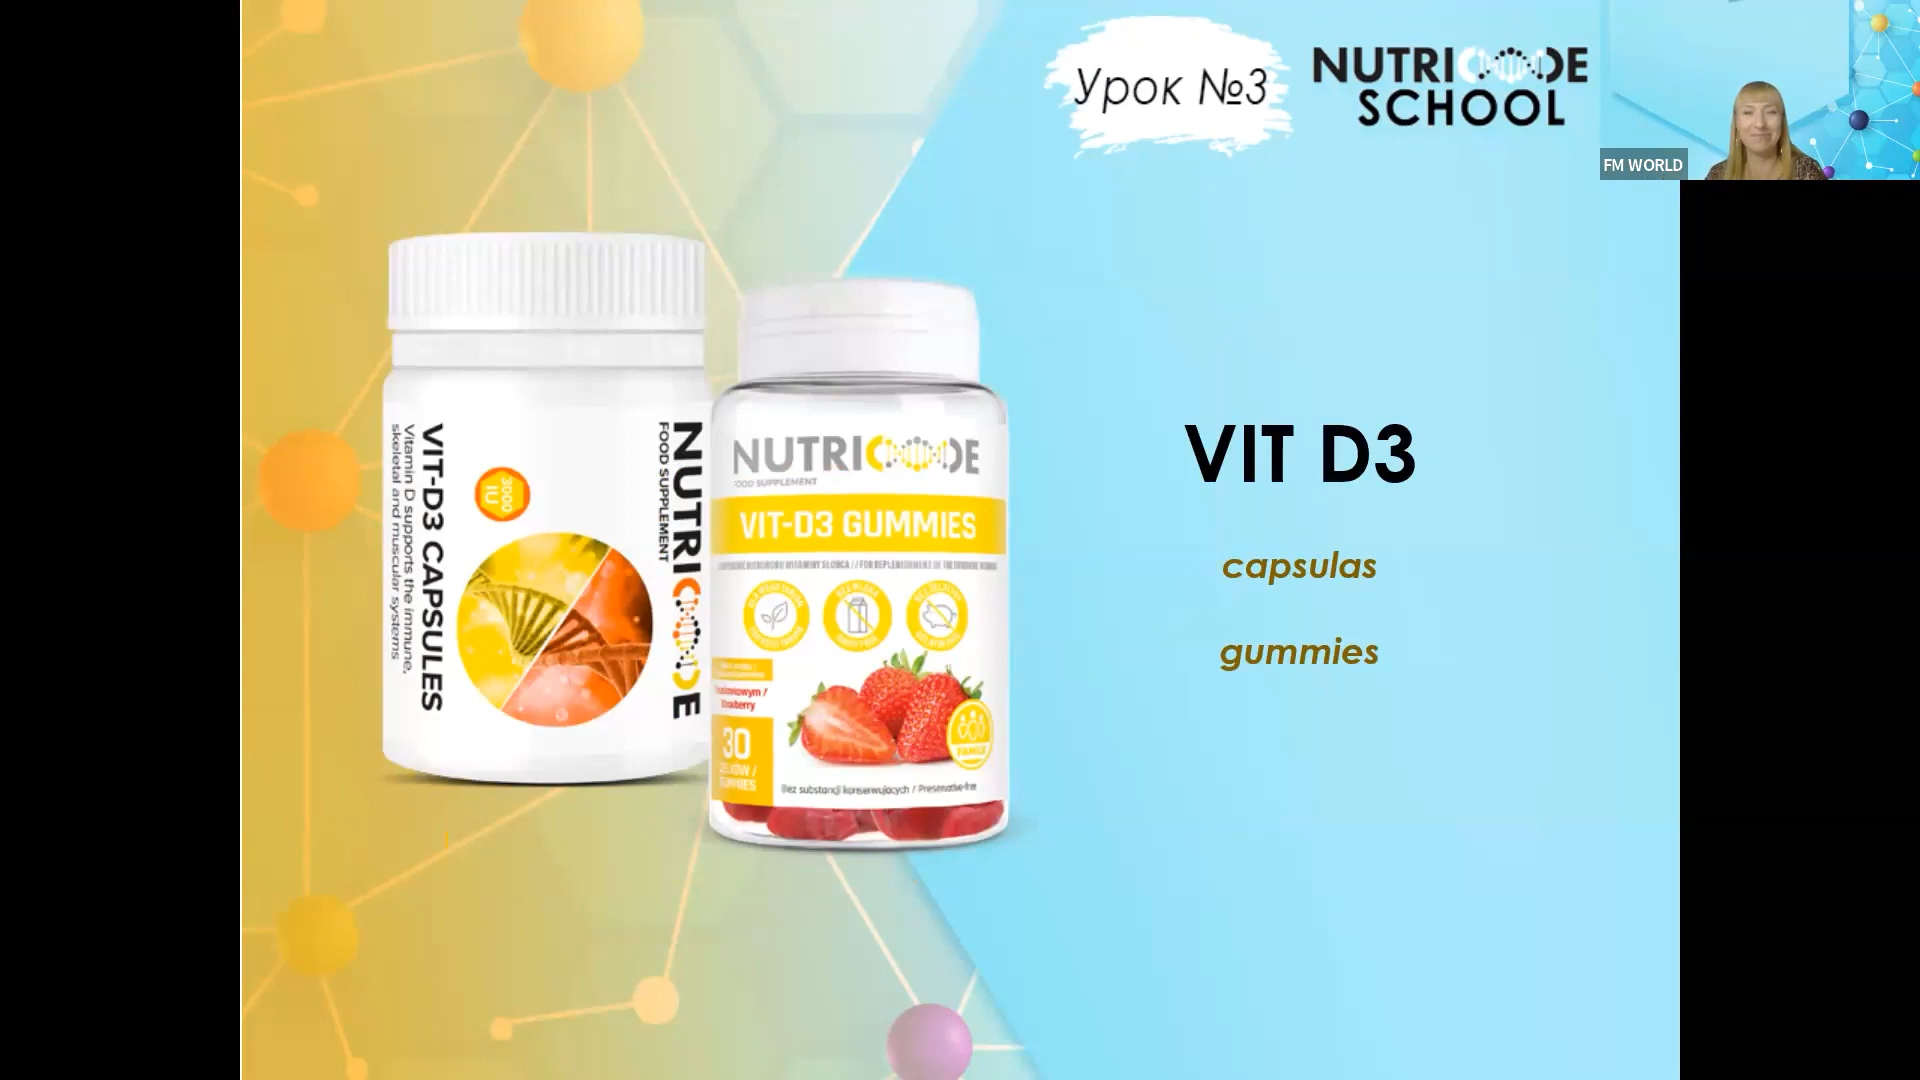 Урок №3
NUTRICODE
SCHOOL
FM WORLD
VIT D3
capsulas
gummies
NUTRICODE
FOOD SUPPLEMENT
3000
IU
VIT-D3 CAPSULES
Vitamin D supports the immune,
skeletal and muscular systems
NUTRICODE
FOOD SUPPLEMENT
VIT-D3 GUMMIES
30
GUMMIES
FAMILY
Bez substancji konserwujących / Preservative-free